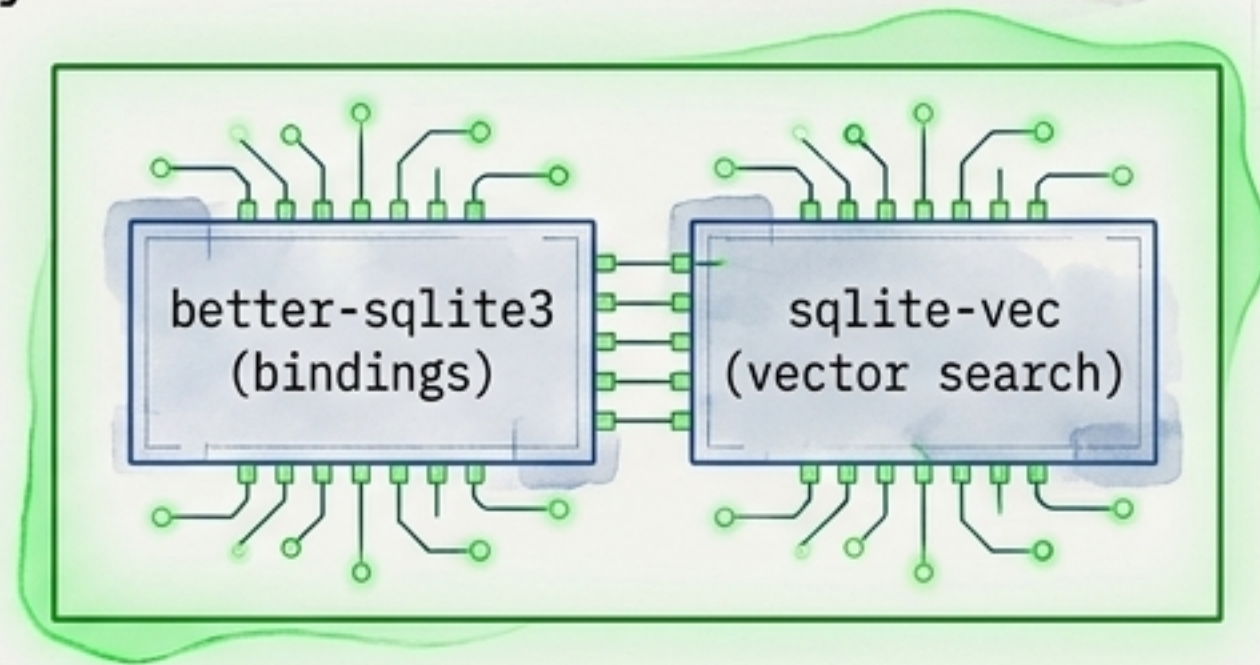 better-sqlite3
(bindings)
sqlite-vec
(vector search)